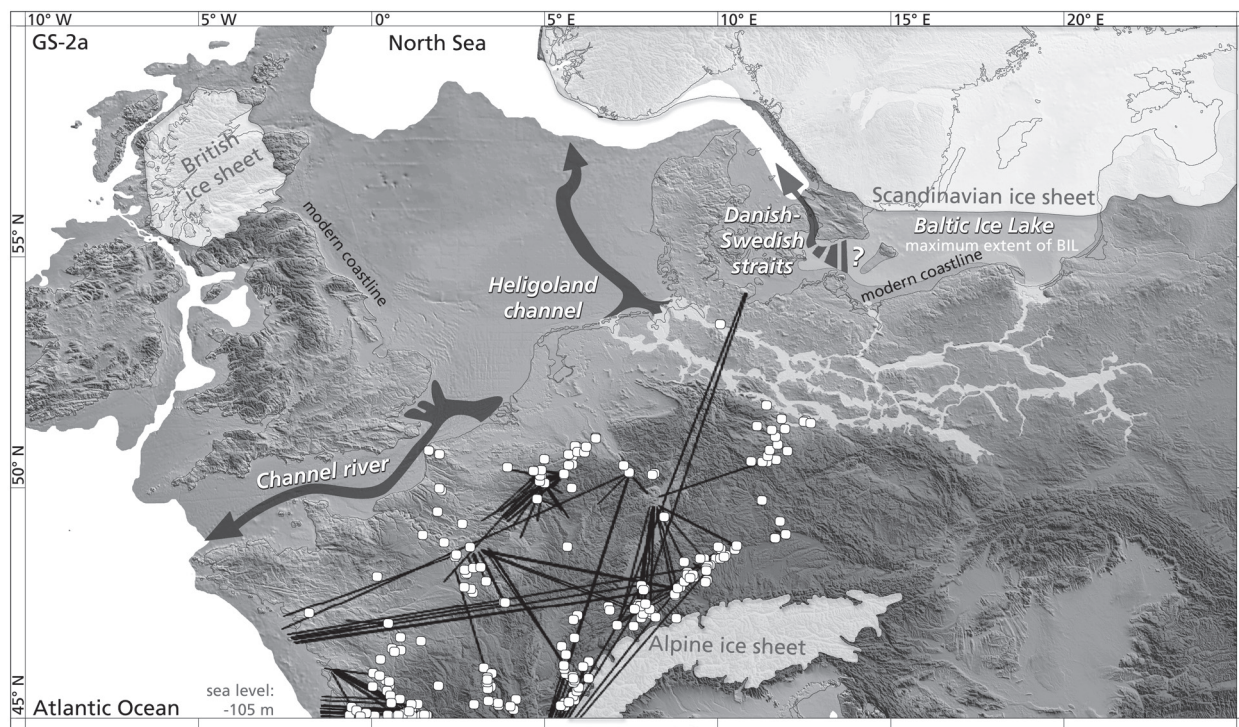 10° W
5° W
0°
5° E
10° E
15° E
20° E
GS-2a
North Sea
British
ice sheet
modern coastline
Scandinavian ice sheet
Baltic Ice Lake
maximum extent of BIL
Danish-
Swedish
straits
?
modern coastline
55° N
Heligoland
channel
50° N
Channel river
Alpine ice sheet
45° N
sea level:
-105 m
Atlantic Ocean